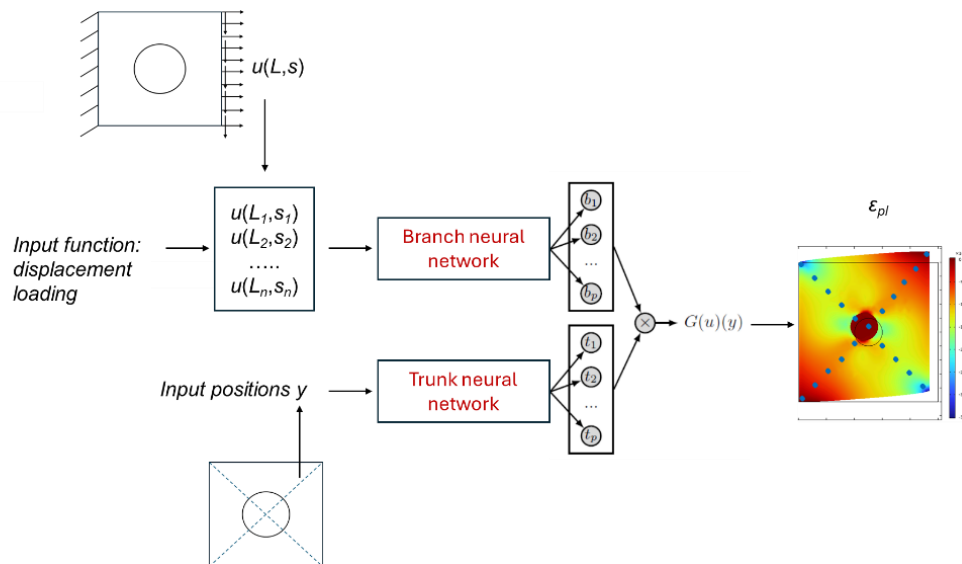 u(L,s)
u(L₁,s₁)
u(L₂,s₂)
.....
u(Lₙ,sₙ)
Input function:
displacement
loading
Branch neural
network
b₁
b₂
...
bₚ
εₚₗ
×
G(u)(y)
Input positions y
Trunk neural
network
t₁
t₂
...
tₚ